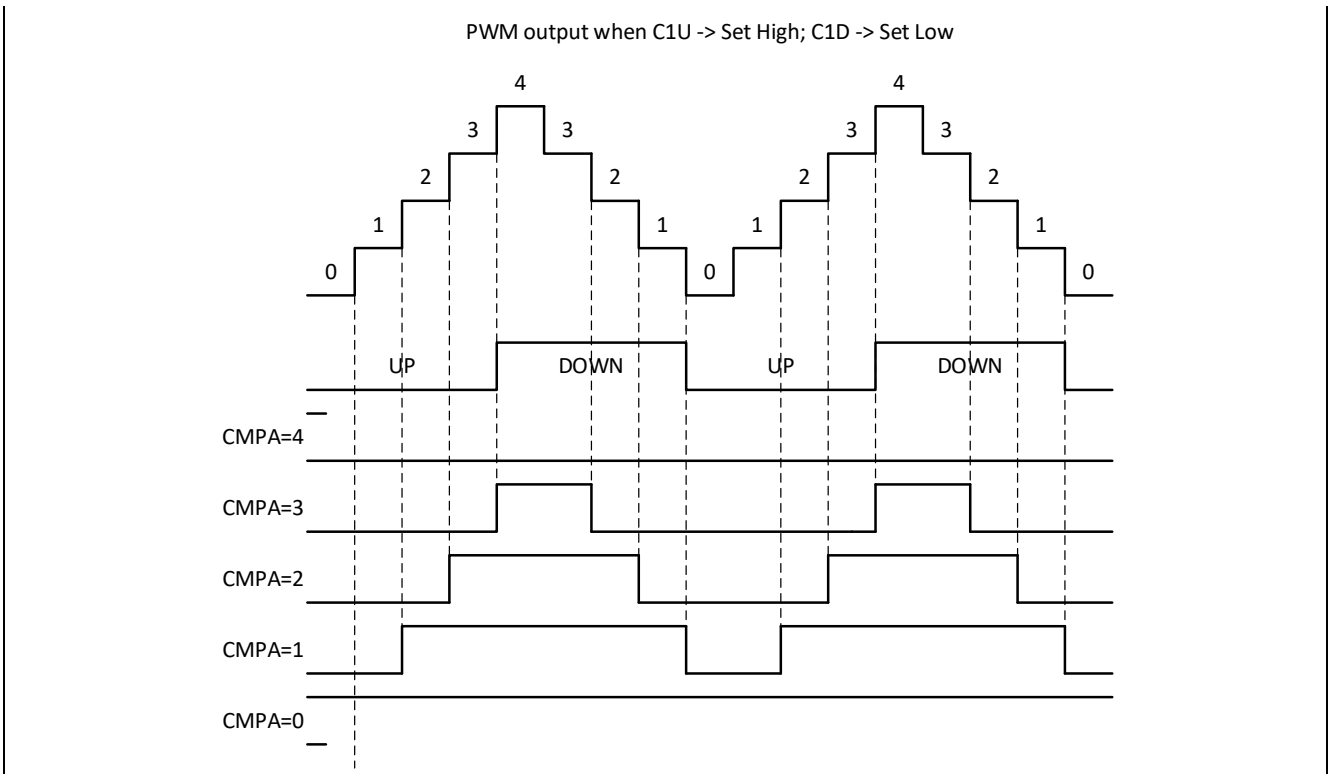 PWM output when C1U -> Set High; C1D -> Set Low
4 4
3 3 3 3
2 2 2 2
1 1 1 1
0 0 0
UP DOWN UP DOWN
CMPA=4
CMPA=3
CMPA=2
CMPA=1
CMPA=0